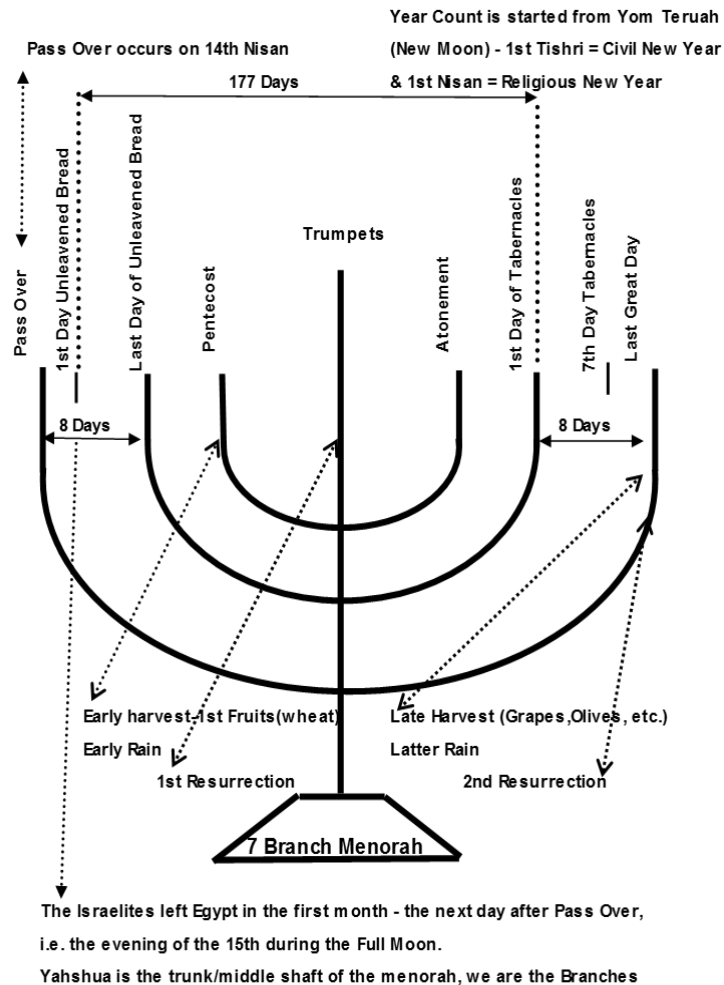 Year Count is started from Yom Teruah
Pass Over occurs on 14th Nisan
(New Moon) - 1st Tishri = Civil New Year
177 Days
& 1st Nisan = Religious New Year
Pass Over
1st Day Unleavened Bread
Last Day of Unleavened Bread
Pentecost
Trumpets
Atonement
1st Day of Tabernacles
7th Day Tabernacles
Last Great Day
8 Days
8 Days
Early harvest-1st Fruits(wheat)
Early Rain
1st Resurrection
Late Harvest (Grapes,Olives, etc.)
Latter Rain
2nd Resurrection
7 Branch Menorah
The Israelites left Egypt in the first month - the next day after Pass Over,
i.e. the evening of the 15th during the Full Moon.
Yahshua is the trunk/middle shaft of the menorah, we are the Branches